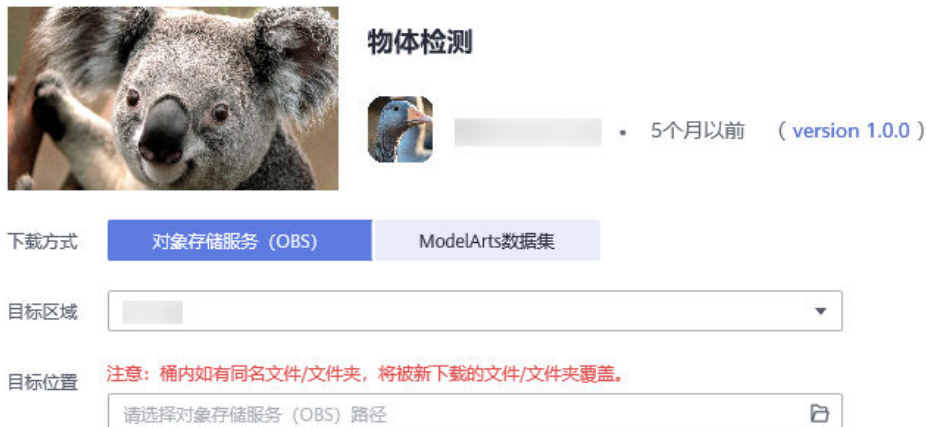 物体检测
• 5个月以前 （version 1.0.0）
下载方式 对象存储服务（OBS） ModelArts数据集
目标区域
注意：桶内如有同名文件/文件夹，将被新下载的文件/文件夹覆盖。
目标位置
请选择对象存储服务（OBS）路径